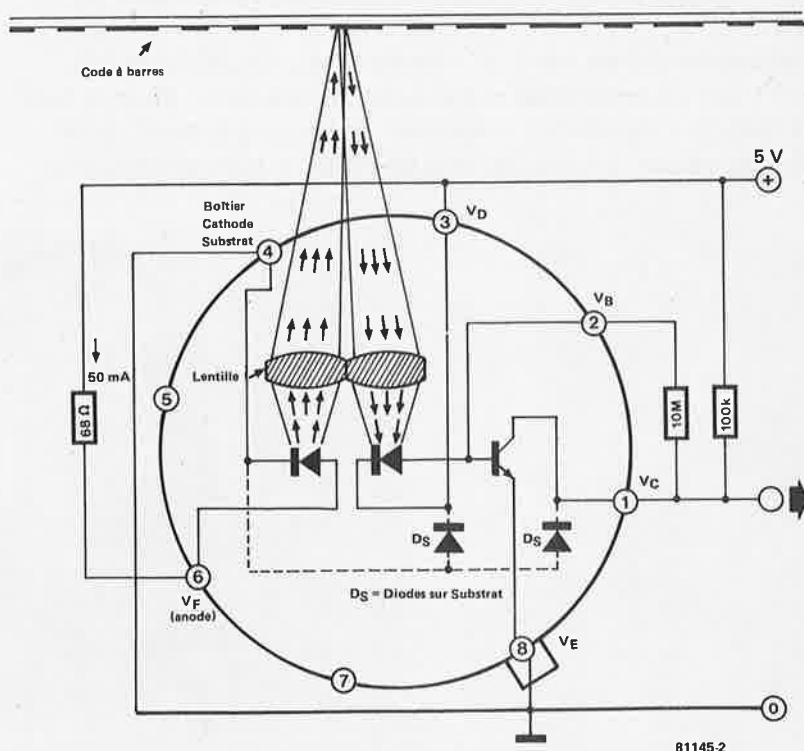 Code à barres
5 V
+
Boîtier
Cathode
Substrat
4
3
VD
VB
2
50 mA
Lentille
5
68 Ω
10M
100k
VC
1
DS
DS
6
VF
(anode)
DS = Diodes sur Substrat
8
VE
7
0
81145-2